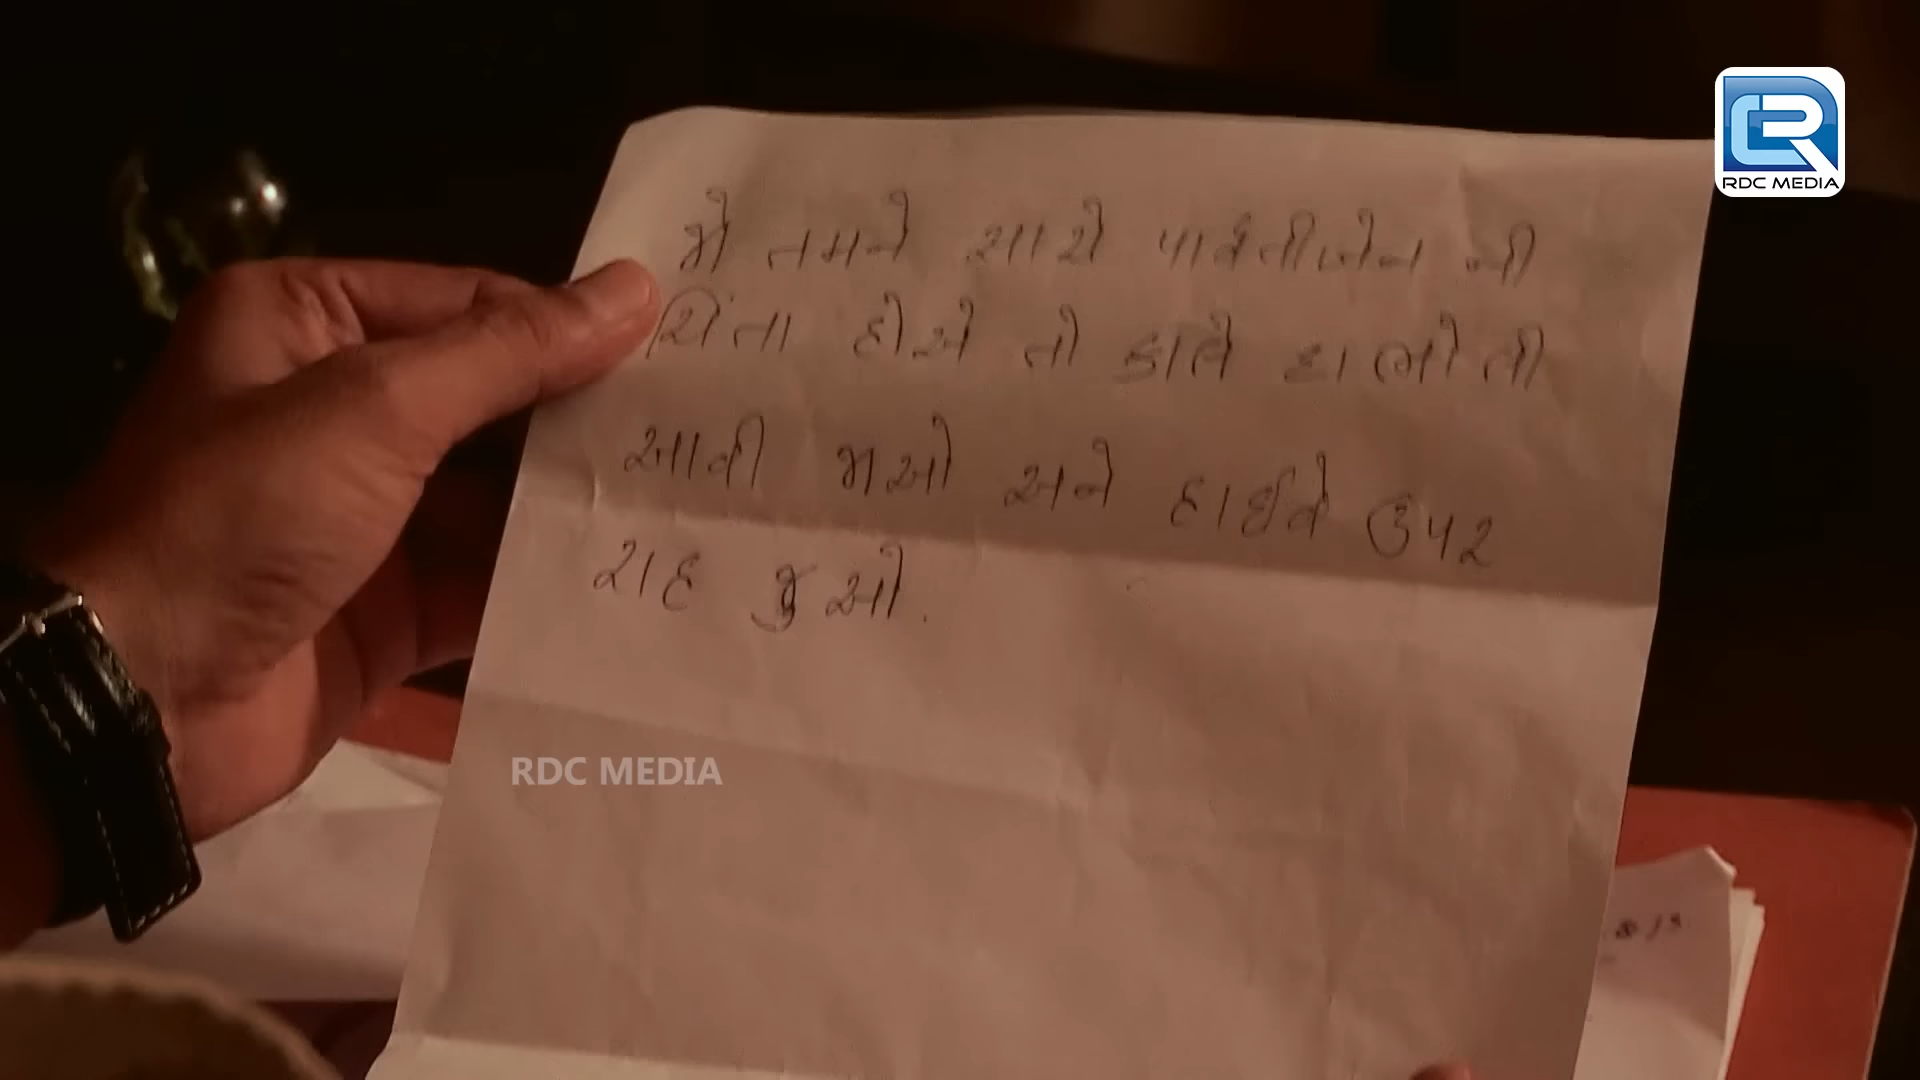 RDC MEDIA
જો તમને સાચે પાર્વતીબેન ની
ચિંતા હોએ તો કાલે
આવી જાઓ અને હાઈવે ઉપર
રાહ જુઓ.
RDC MEDIA